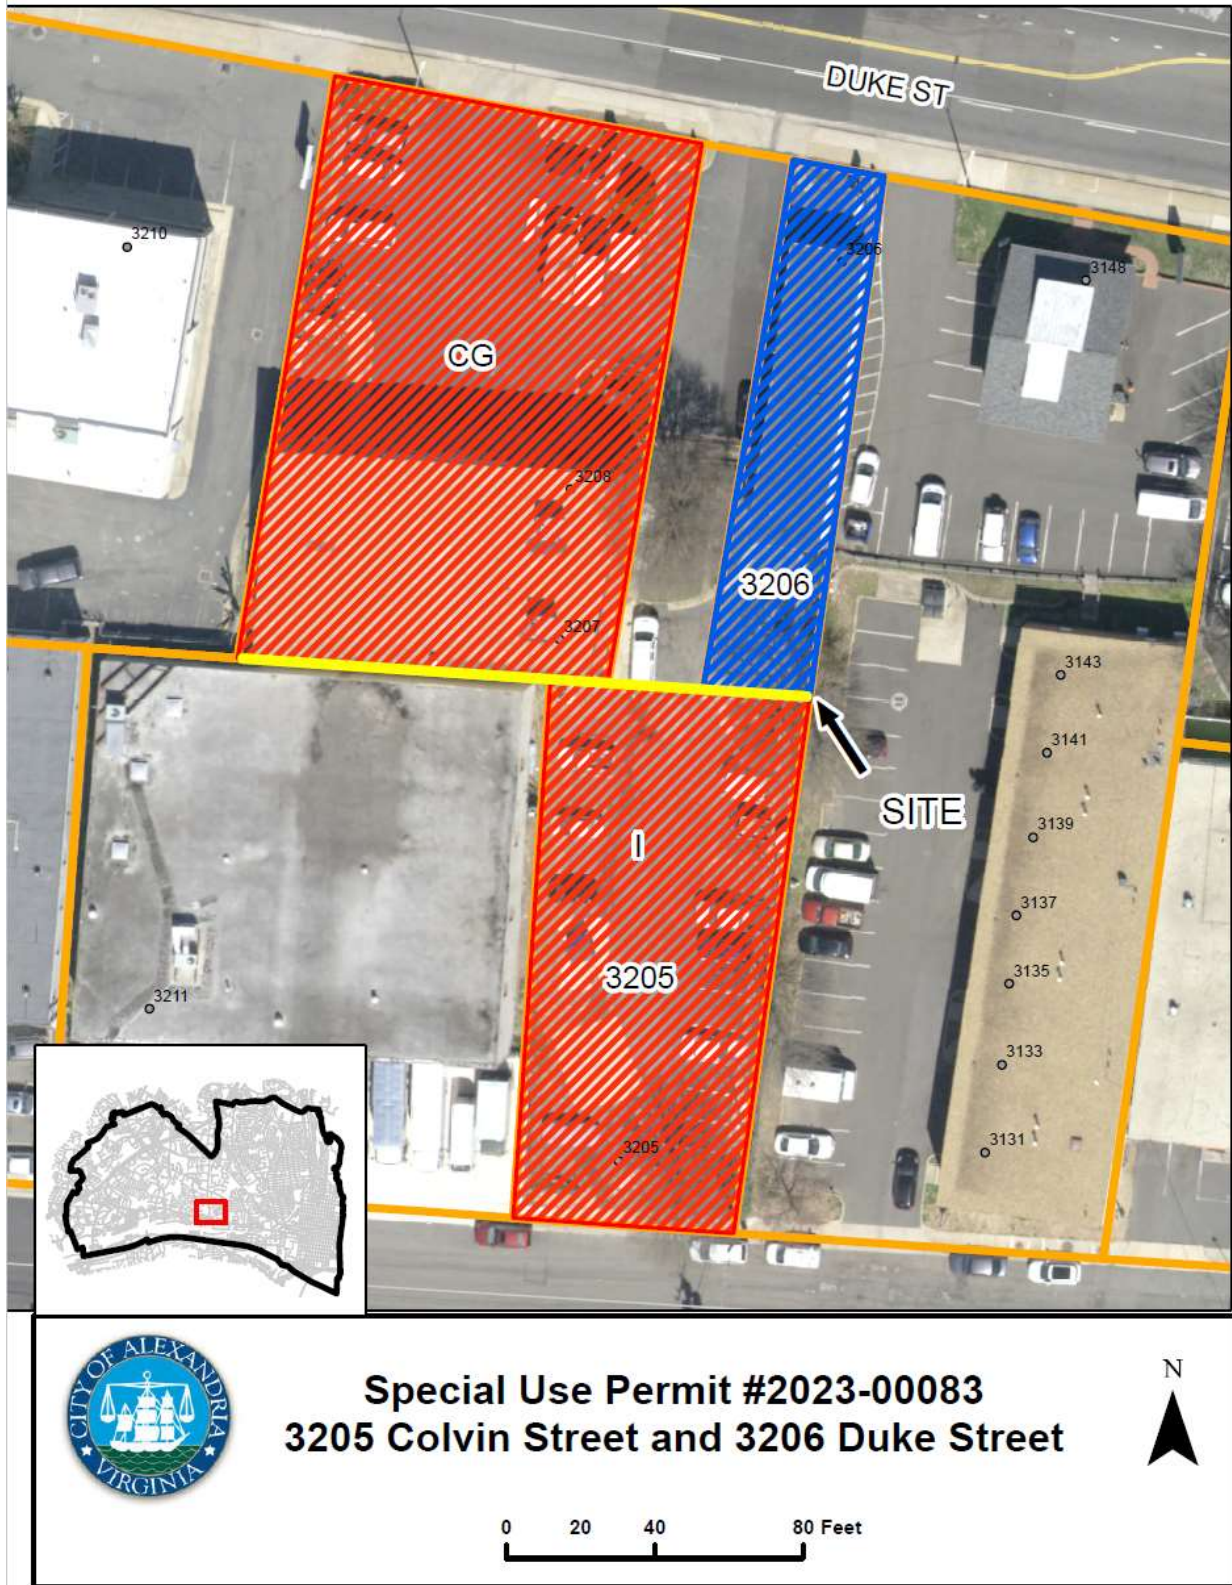 DUKE ST
3210
3206
3148
CG
3208
3206
3207
3143
3141
SITE
3139
I
3137
3205
3135
3211
3133
3205
3131
CITY OF ALEXANDRIA
VIRGINIA
Special Use Permit #2023-00083
3205 Colvin Street and 3206 Duke Street
N
0 20 40 80 Feet